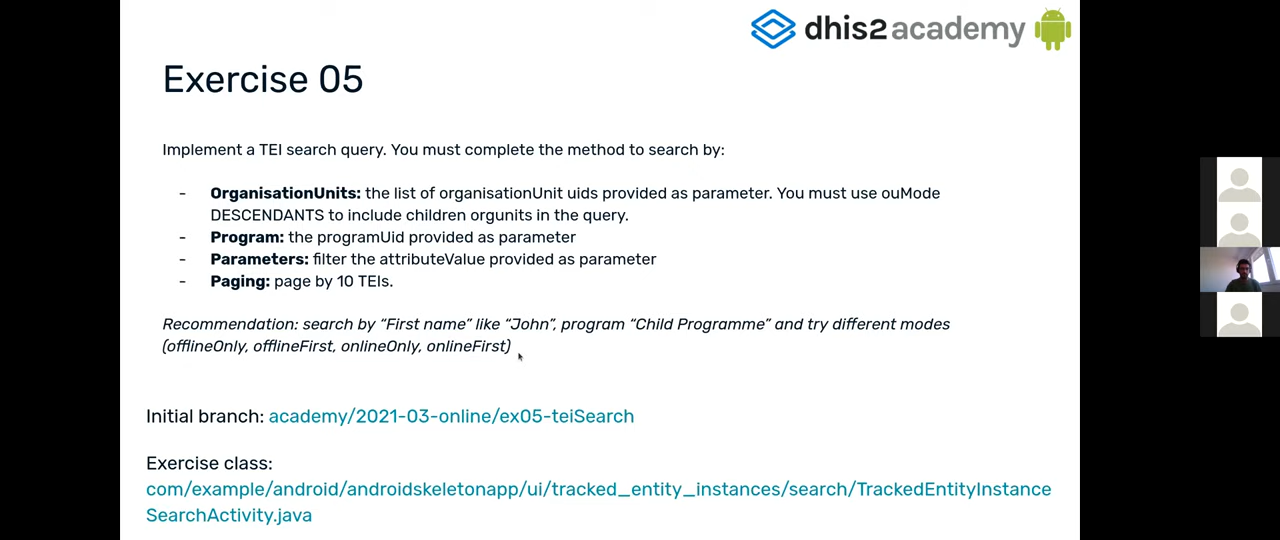 dhis2 academy
Exercise 05
Implement a TEI search query. You must complete the method to search by:
- OrganisationUnits: the list of organisationUnit uids provided as parameter. You must use ouMode
DESCENDANTS to include children orgunits in the query.
- Program: the programUid provided as parameter
- Parameters: filter the attributeValue provided as parameter
- Paging: page by 10 TEIs.
Recommendation: search by “First name” like “John”, program “Child Programme” and try different modes
(offlineOnly, offlineFirst, onlineOnly, onlineFirst)
Initial branch: academy/2021-03-online/ex05-teiSearch
Exercise class:
com/example/android/androidskeletonapp/ui/tracked_entity_instances/search/TrackedEntityInstance
SearchActivity.java